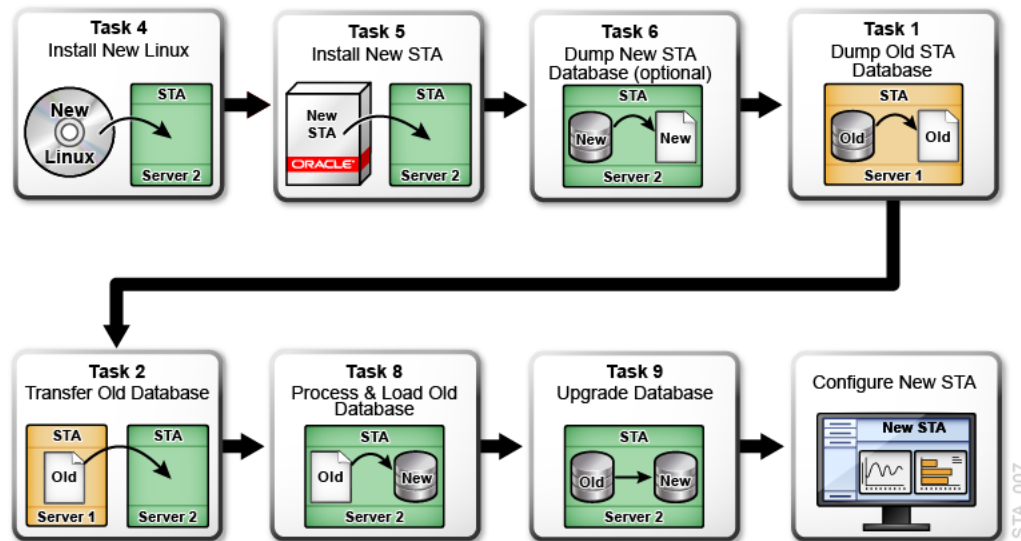 Task 4
Install New Linux
New
Linux
STA
Server 2
Task 5
Install New STA
New
STA
ORACLE
STA
Server 2
Task 6
Dump New STA
Database (optional)
STA
New
New
Server 2
Task 1
Dump Old STA
Database
STA
Old
Old
Server 1
Task 2
Transfer Old Database
STA
Old
Server 1
STA
Server 2
Task 8
Process & Load Old
Database
STA
Old
New
Server 2
Task 9
Upgrade Database
STA
Old
New
Server 2
Configure New STA
New STA
STA_007